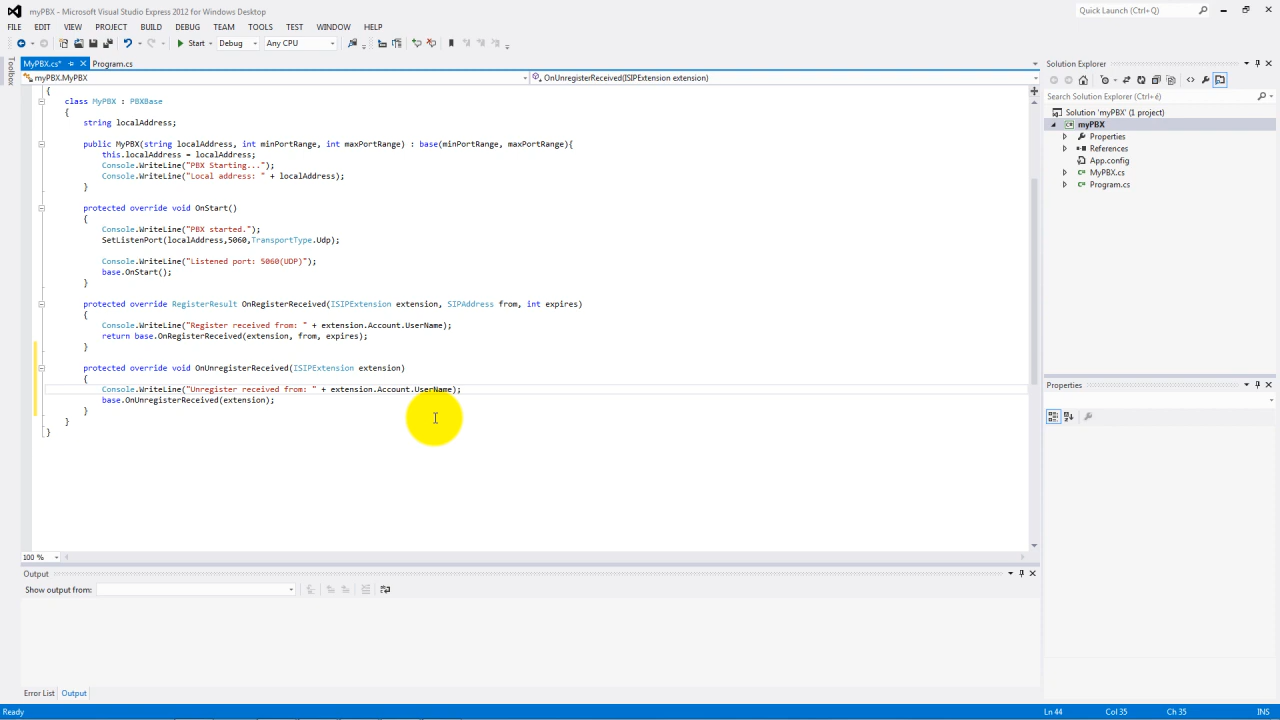 myPBX - Microsoft Visual Studio Express 2012 for Windows Desktop
Quick Launch (Ctrl+Q)
FILE EDIT VIEW PROJECT BUILD DEBUG TEAM TOOLS TEST WINDOW HELP
Start Debug Any CPU
Toolbox
MyPBX.cs* Program.cs
myPBX.MyPBX OnUnregisterReceived(ISIPExtension extension)
{
class MyPBX : PBXBase
{
string localAddress;
public MyPBX(string localAddress, int minPortRange, int maxPortRange) : base(minPortRange, maxPortRange){
this.localAddress = localAddress;
Console.WriteLine("PBX Starting...");
Console.WriteLine("Local address: " + localAddress);
}
protected override void OnStart()
{
Console.WriteLine("PBX started.");
SetListenPort(localAddress,5060,TransportType.Udp);
Console.WriteLine("Listened port: 5060(UDP)");
base.OnStart();
}
protected override RegisterResult OnRegisterReceived(ISIPExtension extension, SIPAddress from, int expires)
{
Console.WriteLine("Register received from: " + extension.Account.UserName);
return base.OnRegisterReceived(extension, from, expires);
}
protected override void OnUnregisterReceived(ISIPExtension extension)
{
Console.WriteLine("Unregister received from: " + extension.Account.UserName);
base.OnUnregisterReceived(extension);
}
}
}
100 %
Output
Show output from:
Error List Output
Solution Explorer
Search Solution Explorer (Ctrl+é)
Solution 'myPBX' (1 project)
myPBX
Properties
References
App.config
MyPBX.cs
Program.cs
Properties
Ready Ln 44 Col 35 Ch 35 INS